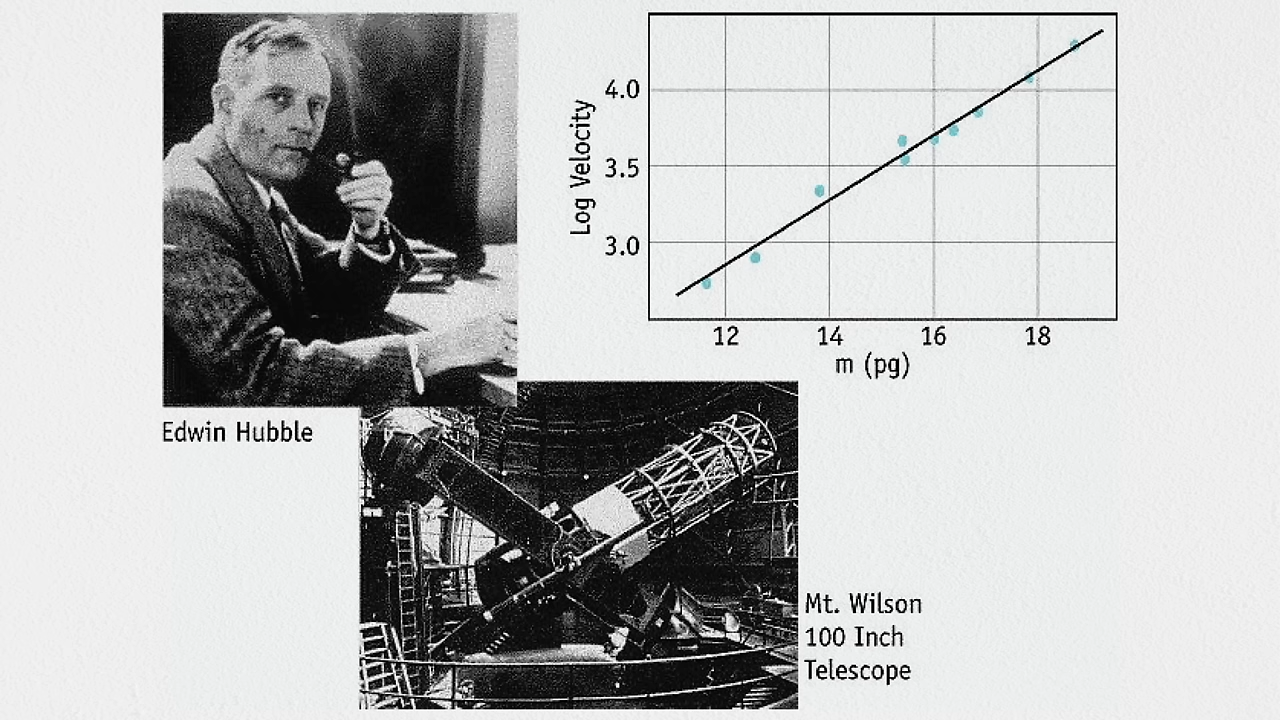 Edwin Hubble
Log Velocity
4.0
3.5
3.0
12 14 16 18
m (pg)
Mt. Wilson
100 Inch
Telescope